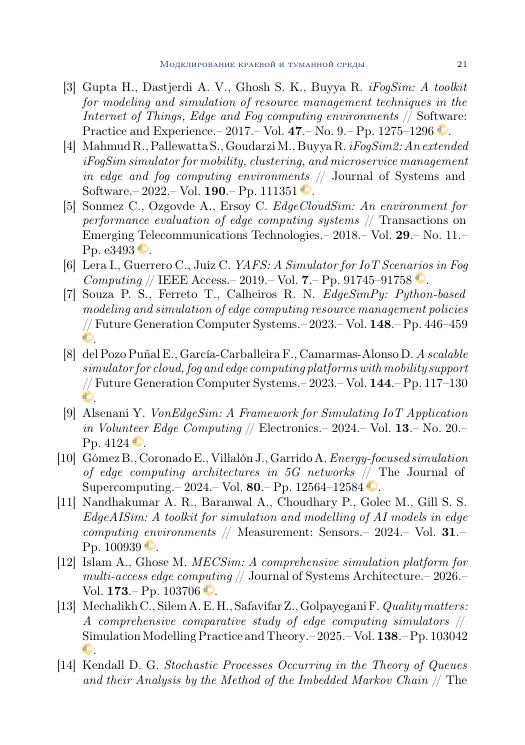 Моделирование краевой и туманной среды 21
[3] Gupta H., Dastjerdi A. V., Ghosh S. K., Buyya R. iFogSim: A toolkit
for modeling and simulation of resource management techniques in the
Internet of Things, Edge and Fog computing environments // Software:
Practice and Experience.– 2017.– Vol. 47.– No. 9.– Pp. 1275–1296 .
[4] Mahmud R., Pallewatta S., Goudarzi M., Buyya R. iFogSim2: An extended
iFogSim simulator for mobility, clustering, and microservice management
in edge and fog computing environments // Journal of Systems and
Software.– 2022.– Vol. 190.– Pp. 111351 .
[5] Sonmez C., Ozgovde A., Ersoy C. EdgeCloudSim: An environment for
performance evaluation of edge computing systems // Transactions on
Emerging Telecommunications Technologies.– 2018.– Vol. 29.– No. 11.–
Pp. e3493 .
[6] Lera I., Guerrero C., Juiz C. YAFS: A Simulator for IoT Scenarios in Fog
Computing // IEEE Access.– 2019.– Vol. 7.– Pp. 91745–91758 .
[7] Souza P. S., Ferreto T., Calheiros R. N. EdgeSimPy: Python-based
modeling and simulation of edge computing resource management policies
// Future Generation Computer Systems.– 2023.– Vol. 148.– Pp. 446–459
.
[8] del Pozo Puñal E., García-Carballeira F., Camarmas-Alonso D. A scalable
simulator for cloud, fog and edge computing platforms with mobility support
// Future Generation Computer Systems.– 2023.– Vol. 144.– Pp. 117–130
.
[9] Alsenani Y. VonEdgeSim: A Framework for Simulating IoT Application
in Volunteer Edge Computing // Electronics.– 2024.– Vol. 13.– No. 20.–
Pp. 4124 .
[10] Gómez B., Coronado E., Villalón J., Garrido A. Energy-focused simulation
of edge computing architectures in 5G networks // The Journal of
Supercomputing.– 2024.– Vol. 80.– Pp. 12564–12584 .
[11] Nandhakumar A. R., Baranwal A., Choudhary P., Golec M., Gill S. S.
EdgeAISim: A toolkit for simulation and modelling of AI models in edge
computing environments // Measurement: Sensors.– 2024.– Vol. 31.–
Pp. 100939 .
[12] Islam A., Ghose M. MECSim: A comprehensive simulation platform for
multi-access edge computing // Journal of Systems Architecture.– 2026.–
Vol. 173.– Pp. 103706 .
[13] Mechalikh C., Silem A. E. H., Safavifar Z., Golpayegani F. Quality matters:
A comprehensive comparative study of edge computing simulators //
Simulation Modelling Practice and Theory.– 2025.– Vol. 138.– Pp. 103042
.
[14] Kendall D. G. Stochastic Processes Occurring in the Theory of Queues
and their Analysis by the Method of the Imbedded Markov Chain // The